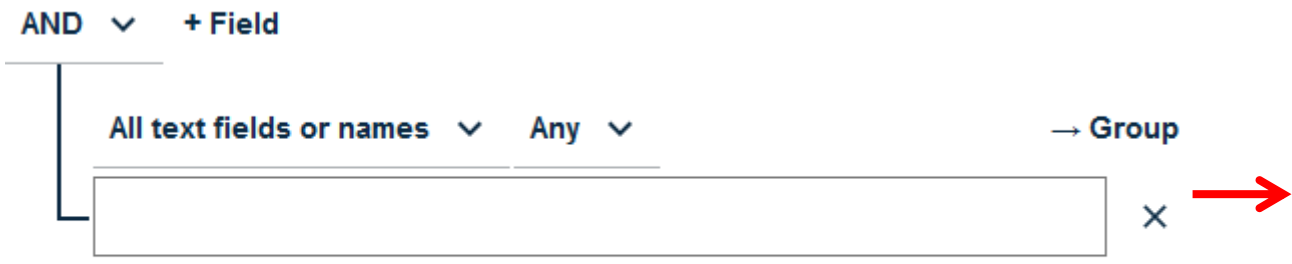 AND + Field
All text fields or names Any → Group